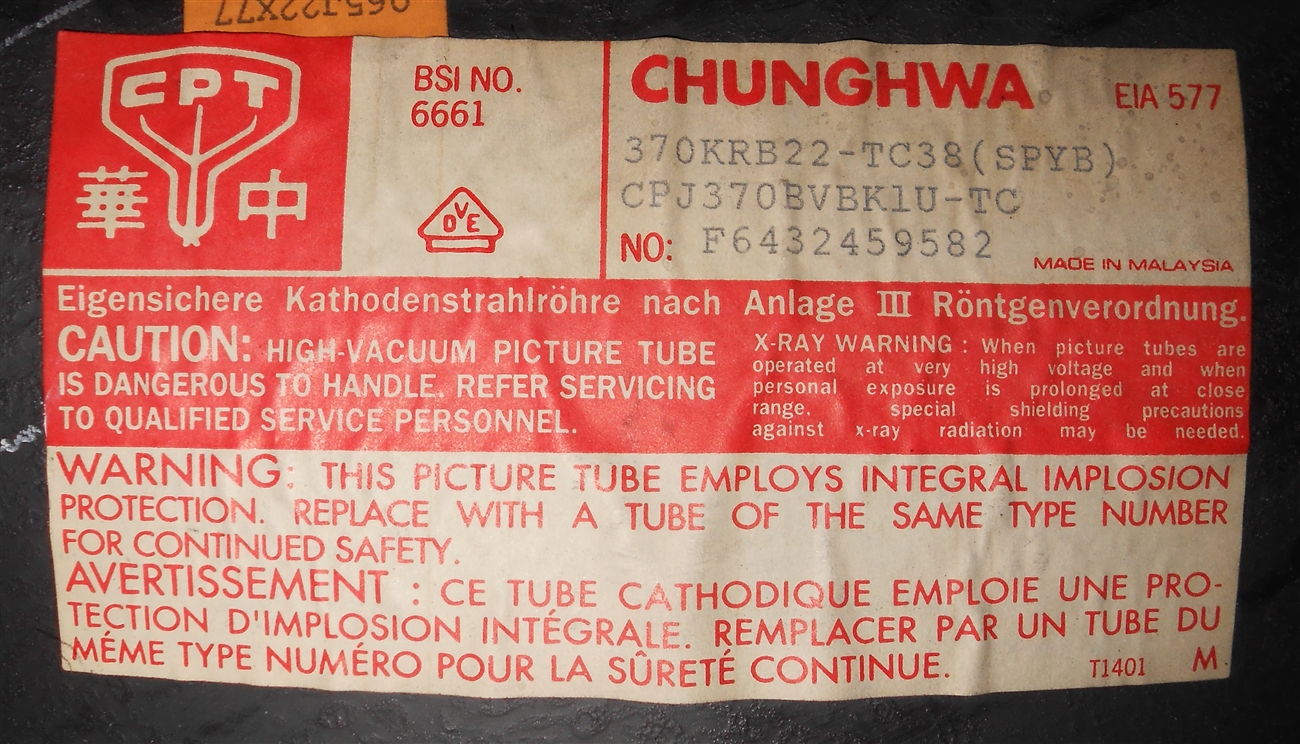 965J22X77
CPT
華 中
BSI NO.
6661
DVE
CHUNGHWA
EIA 577
370KRB22-TC38(SPYB)
CPJ370BVBK1U-TC
NO: F6432459582
MADE IN MALAYSIA
Eigensichere Kathodenstrahlröhre nach Anlage III Röntgenverordnung.
CAUTION: HIGH-VACUUM PICTURE TUBE
IS DANGEROUS TO HANDLE. REFER SERVICING
TO QUALIFIED SERVICE PERSONNEL.
X-RAY WARNING : When picture tubes are
operated at very high voltage and when
personal exposure is prolonged at close
range. special shielding precautions
against x-ray radiation may be needed.
WARNING: THIS PICTURE TUBE EMPLOYS INTEGRAL IMPLOSION
PROTECTION. REPLACE WITH A TUBE OF THE SAME TYPE NUMBER
FOR CONTINUED SAFETY.
AVERTISSEMENT : CE TUBE CATHODIQUE EMPLOIE UNE PRO-
TECTION D'IMPLOSION INTÉGRALE. REMPLACER PAR UN TUBE DU
MÉME TYPE NUMÉRO POUR LA SÛRETÉ CONTINUE.
T1401 M